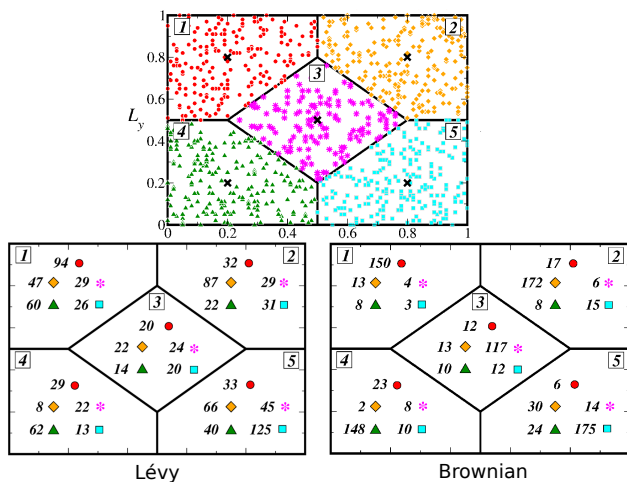 1
1 2
0.8
3
0.6
L_y
4 5
0.4
0.2
0
0 0.2 0.4 0.6 0.8 1
1 94 32 2
47 29 87 29
60 26 3 22 31
20
22 24
4 29 14 20 33 5
8 22 66 45
62 13 40 125
Lévy
1 150 17 2
13 4 172 6
8 3 3 8 15
12
13 117
4 23 10 12 6 5
2 8 30 14
148 10 24 175
Brownian